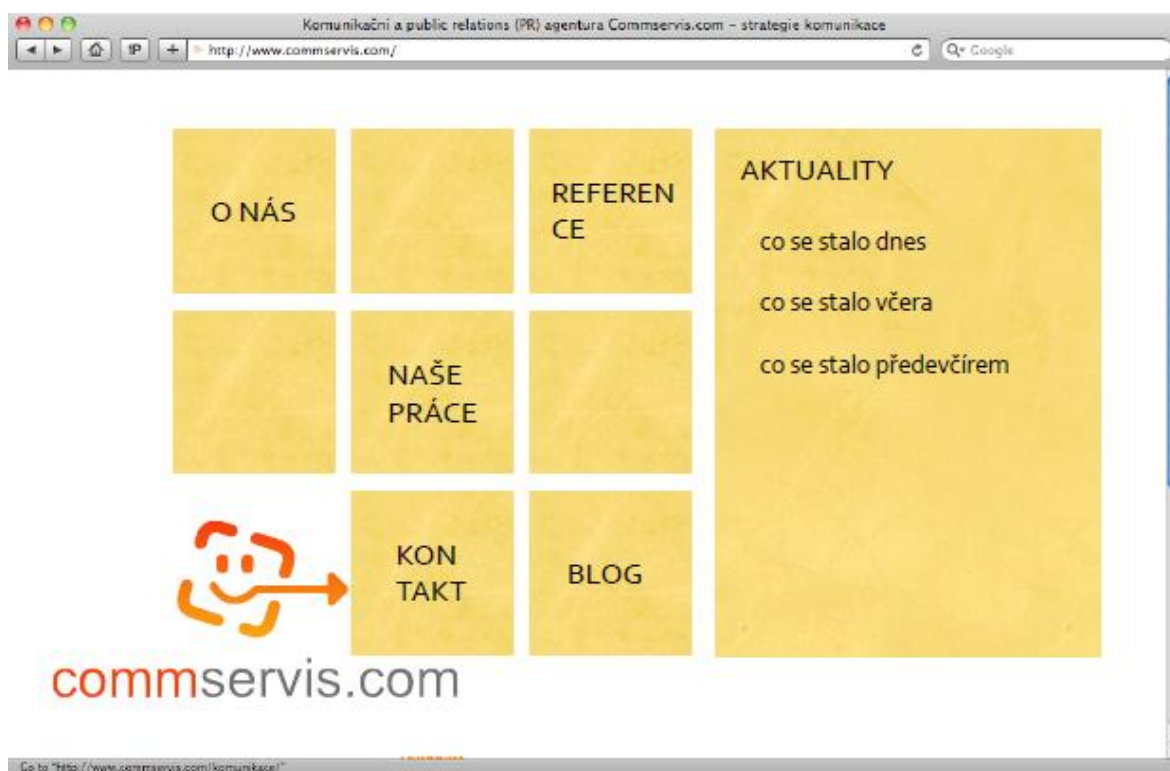 Komunikační a public relations (PR) agentura Commservis.com – strategie komunikace
http://www.commservis.com/
Google
O NÁS
REFEREN
CE
NAŠE
PRÁCE
KON
TAKT
BLOG
AKTUALITY
co se stalo dnes
co se stalo včera
co se stalo předevčírem
commservis.com
Go to "http://www.commservis.com/komunikace/"